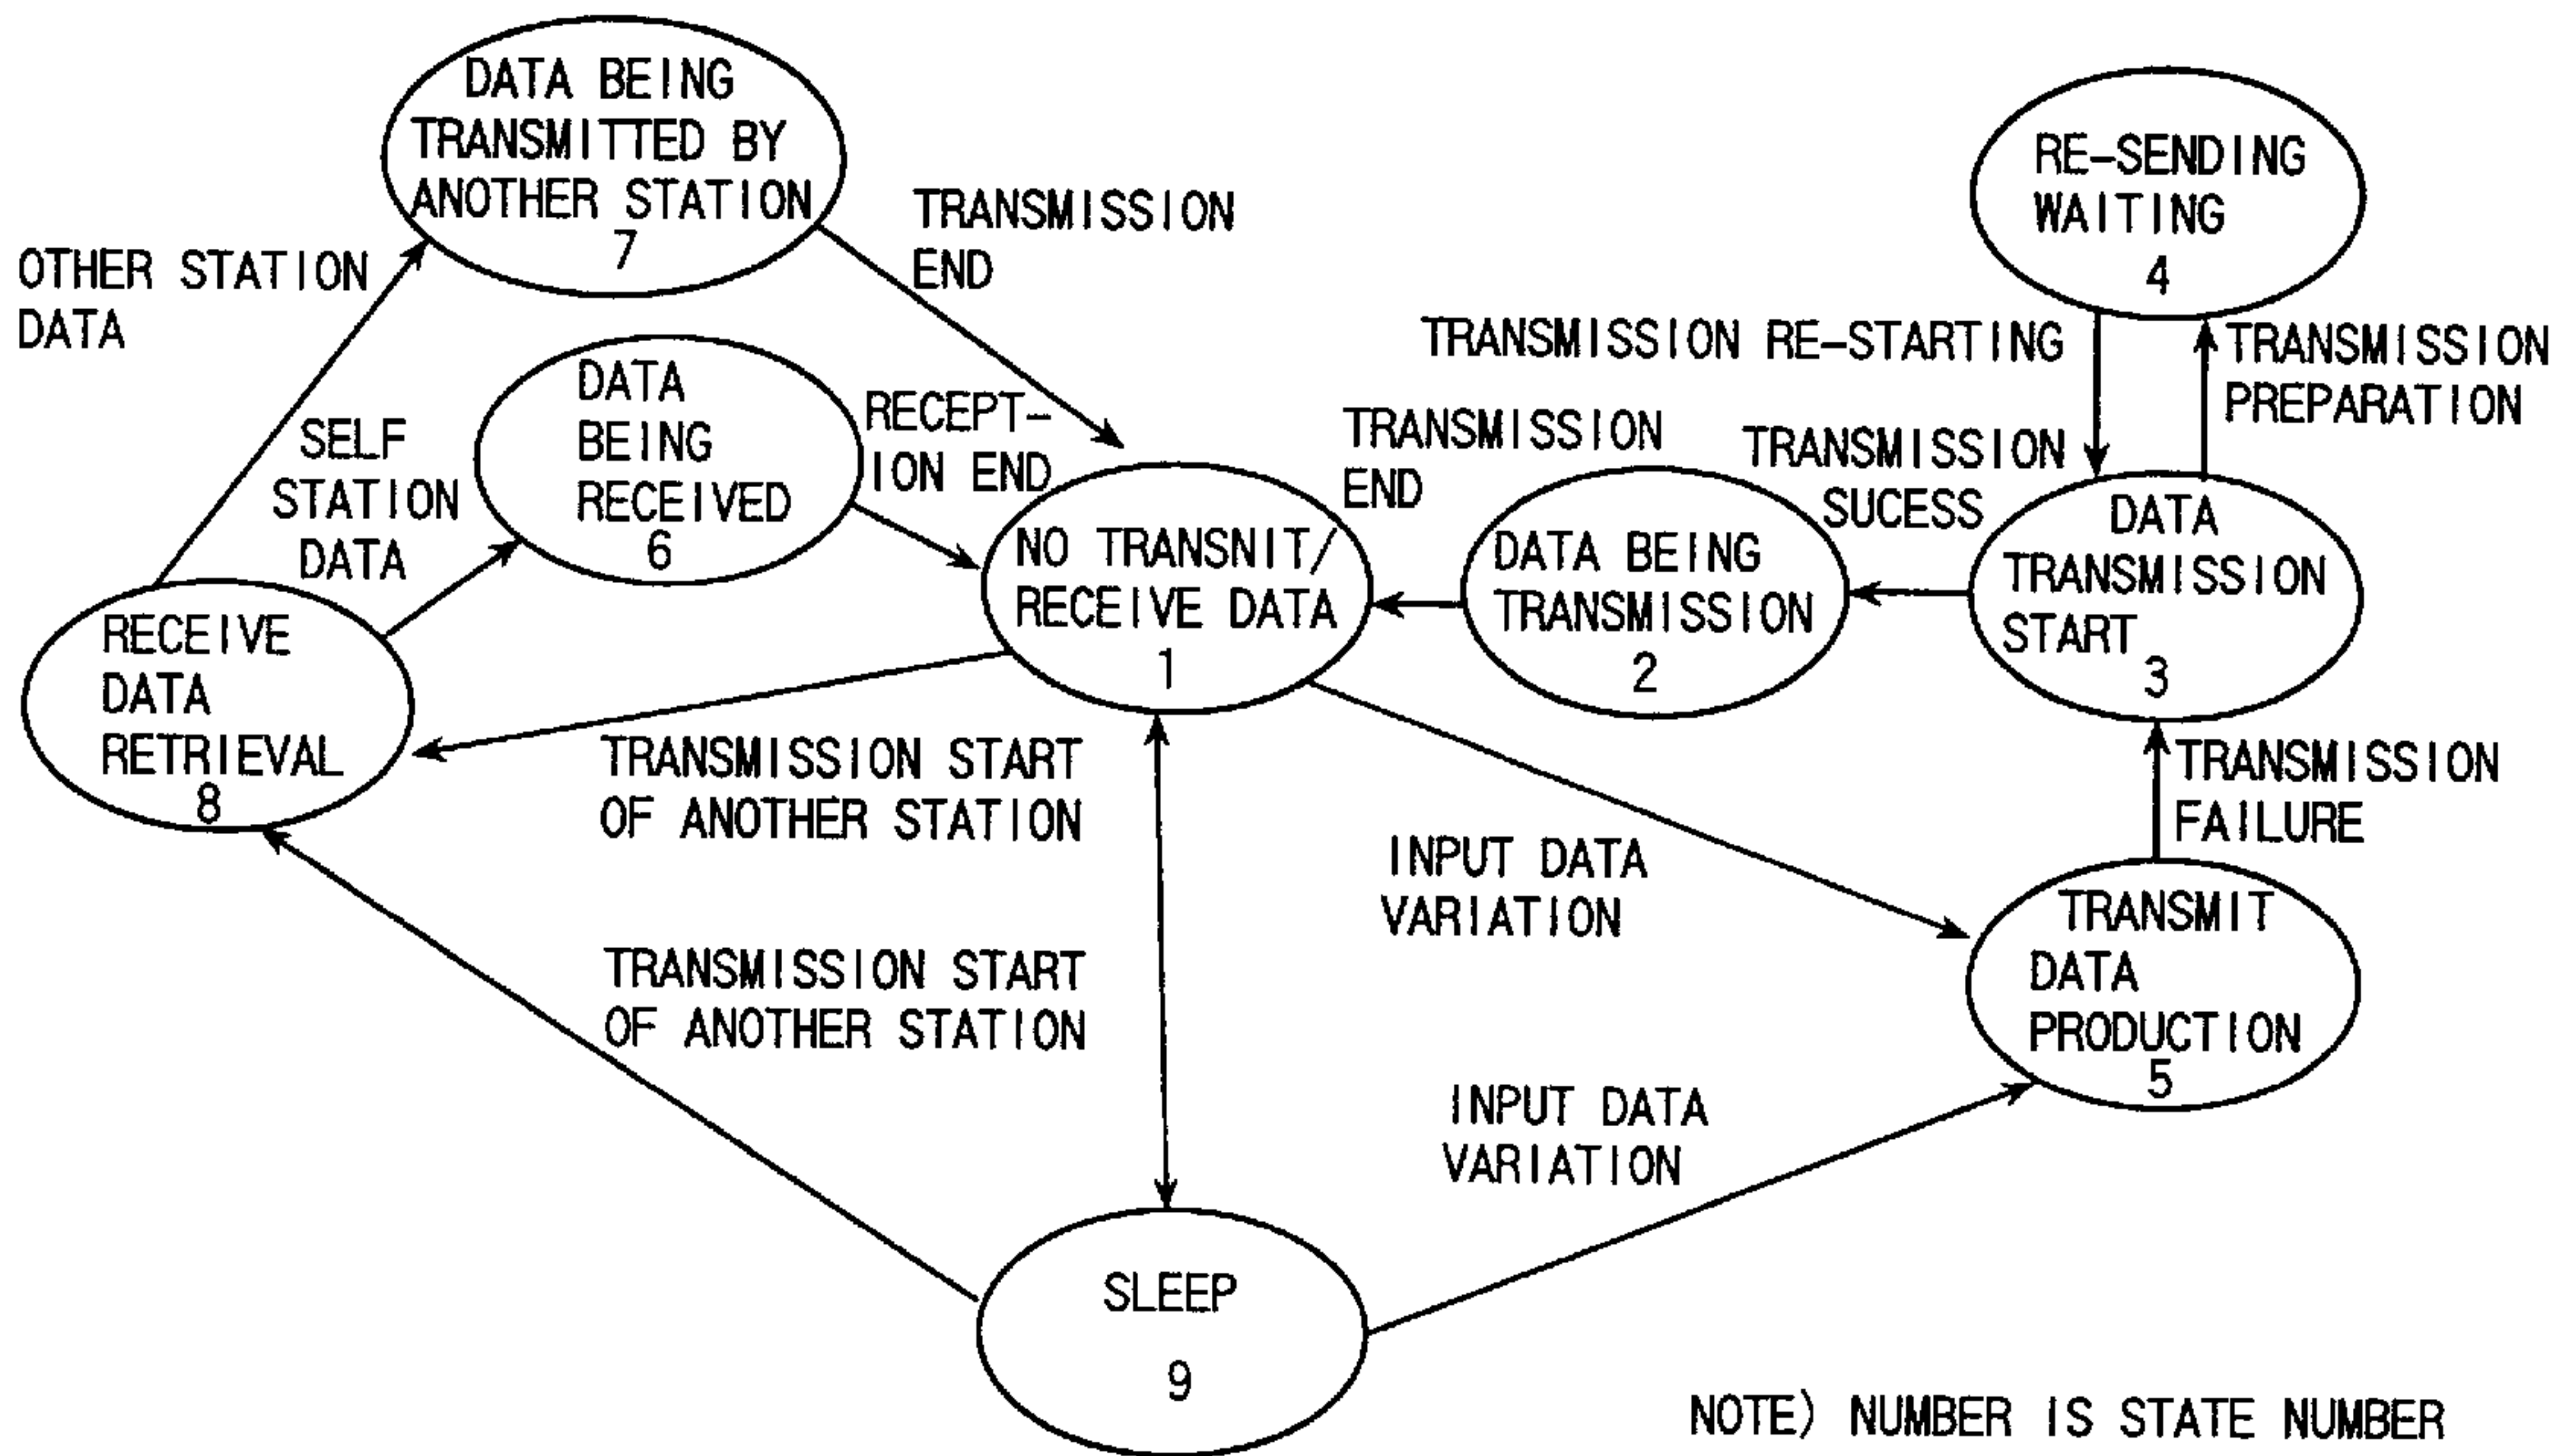 DATA BEING
TRANSMITTED BY
ANOTHER STATION
7
TRANSMISSION
END
OTHER STATION
DATA
RE-SENDING
WAITING
4
TRANSMISSION RE-STARTING
TRANSMISSION
PREPARATION
DATA
BEING
RECEIVED
6
RECEPT-
ION END
SELF
STATION
DATA
TRANSMISSION
END
TRANSMISSION
SUCESS
NO TRANSNIT/
RECEIVE DATA
1
DATA BEING
TRANSMISSION
2
DATA
TRANSMISSION
START
3
RECEIVE
DATA
RETRIEVAL
8
TRANSMISSION START
OF ANOTHER STATION
TRANSMISSION
FAILURE
INPUT DATA
VARIATION
TRANSMIT
DATA
PRODUCTION
5
TRANSMISSION START
OF ANOTHER STATION
INPUT DATA
VARIATION
SLEEP
9
NOTE) NUMBER IS STATE NUMBER